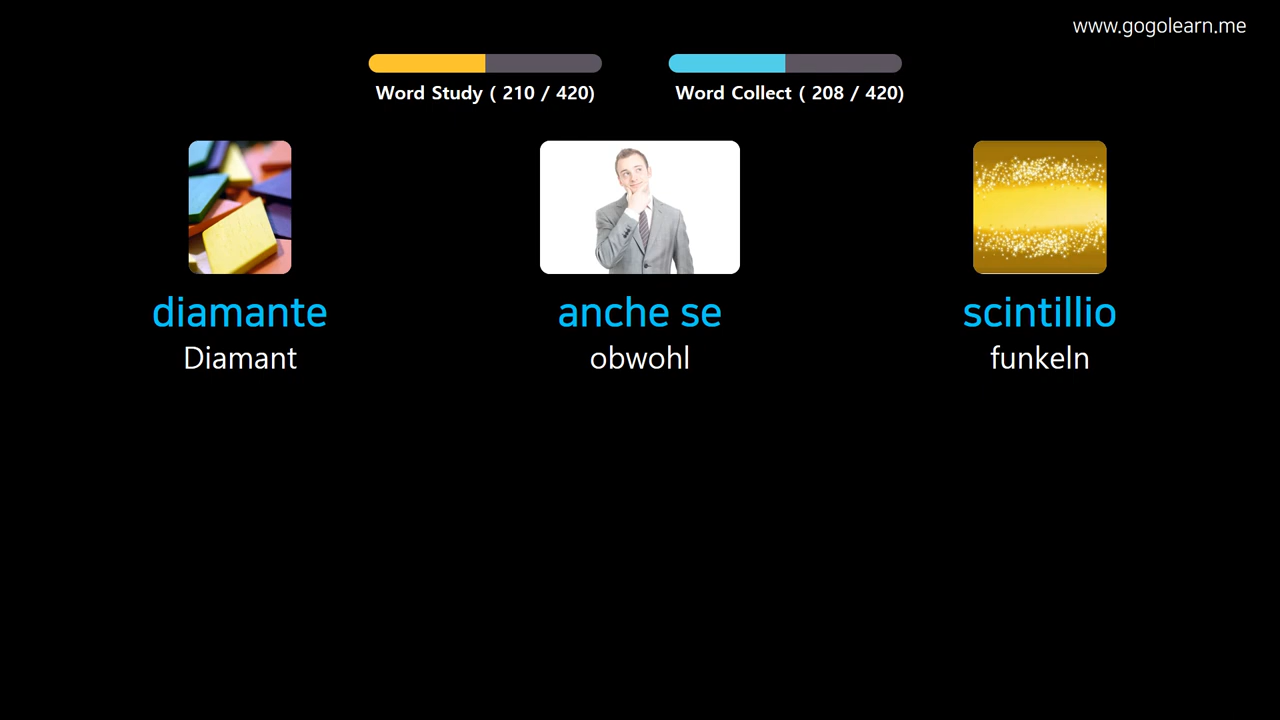 www.gogolearn.me
Word Study ( 210 / 420)
Word Collect ( 208 / 420)
diamante
Diamant
anche se
obwohl
scintillio
funkeln